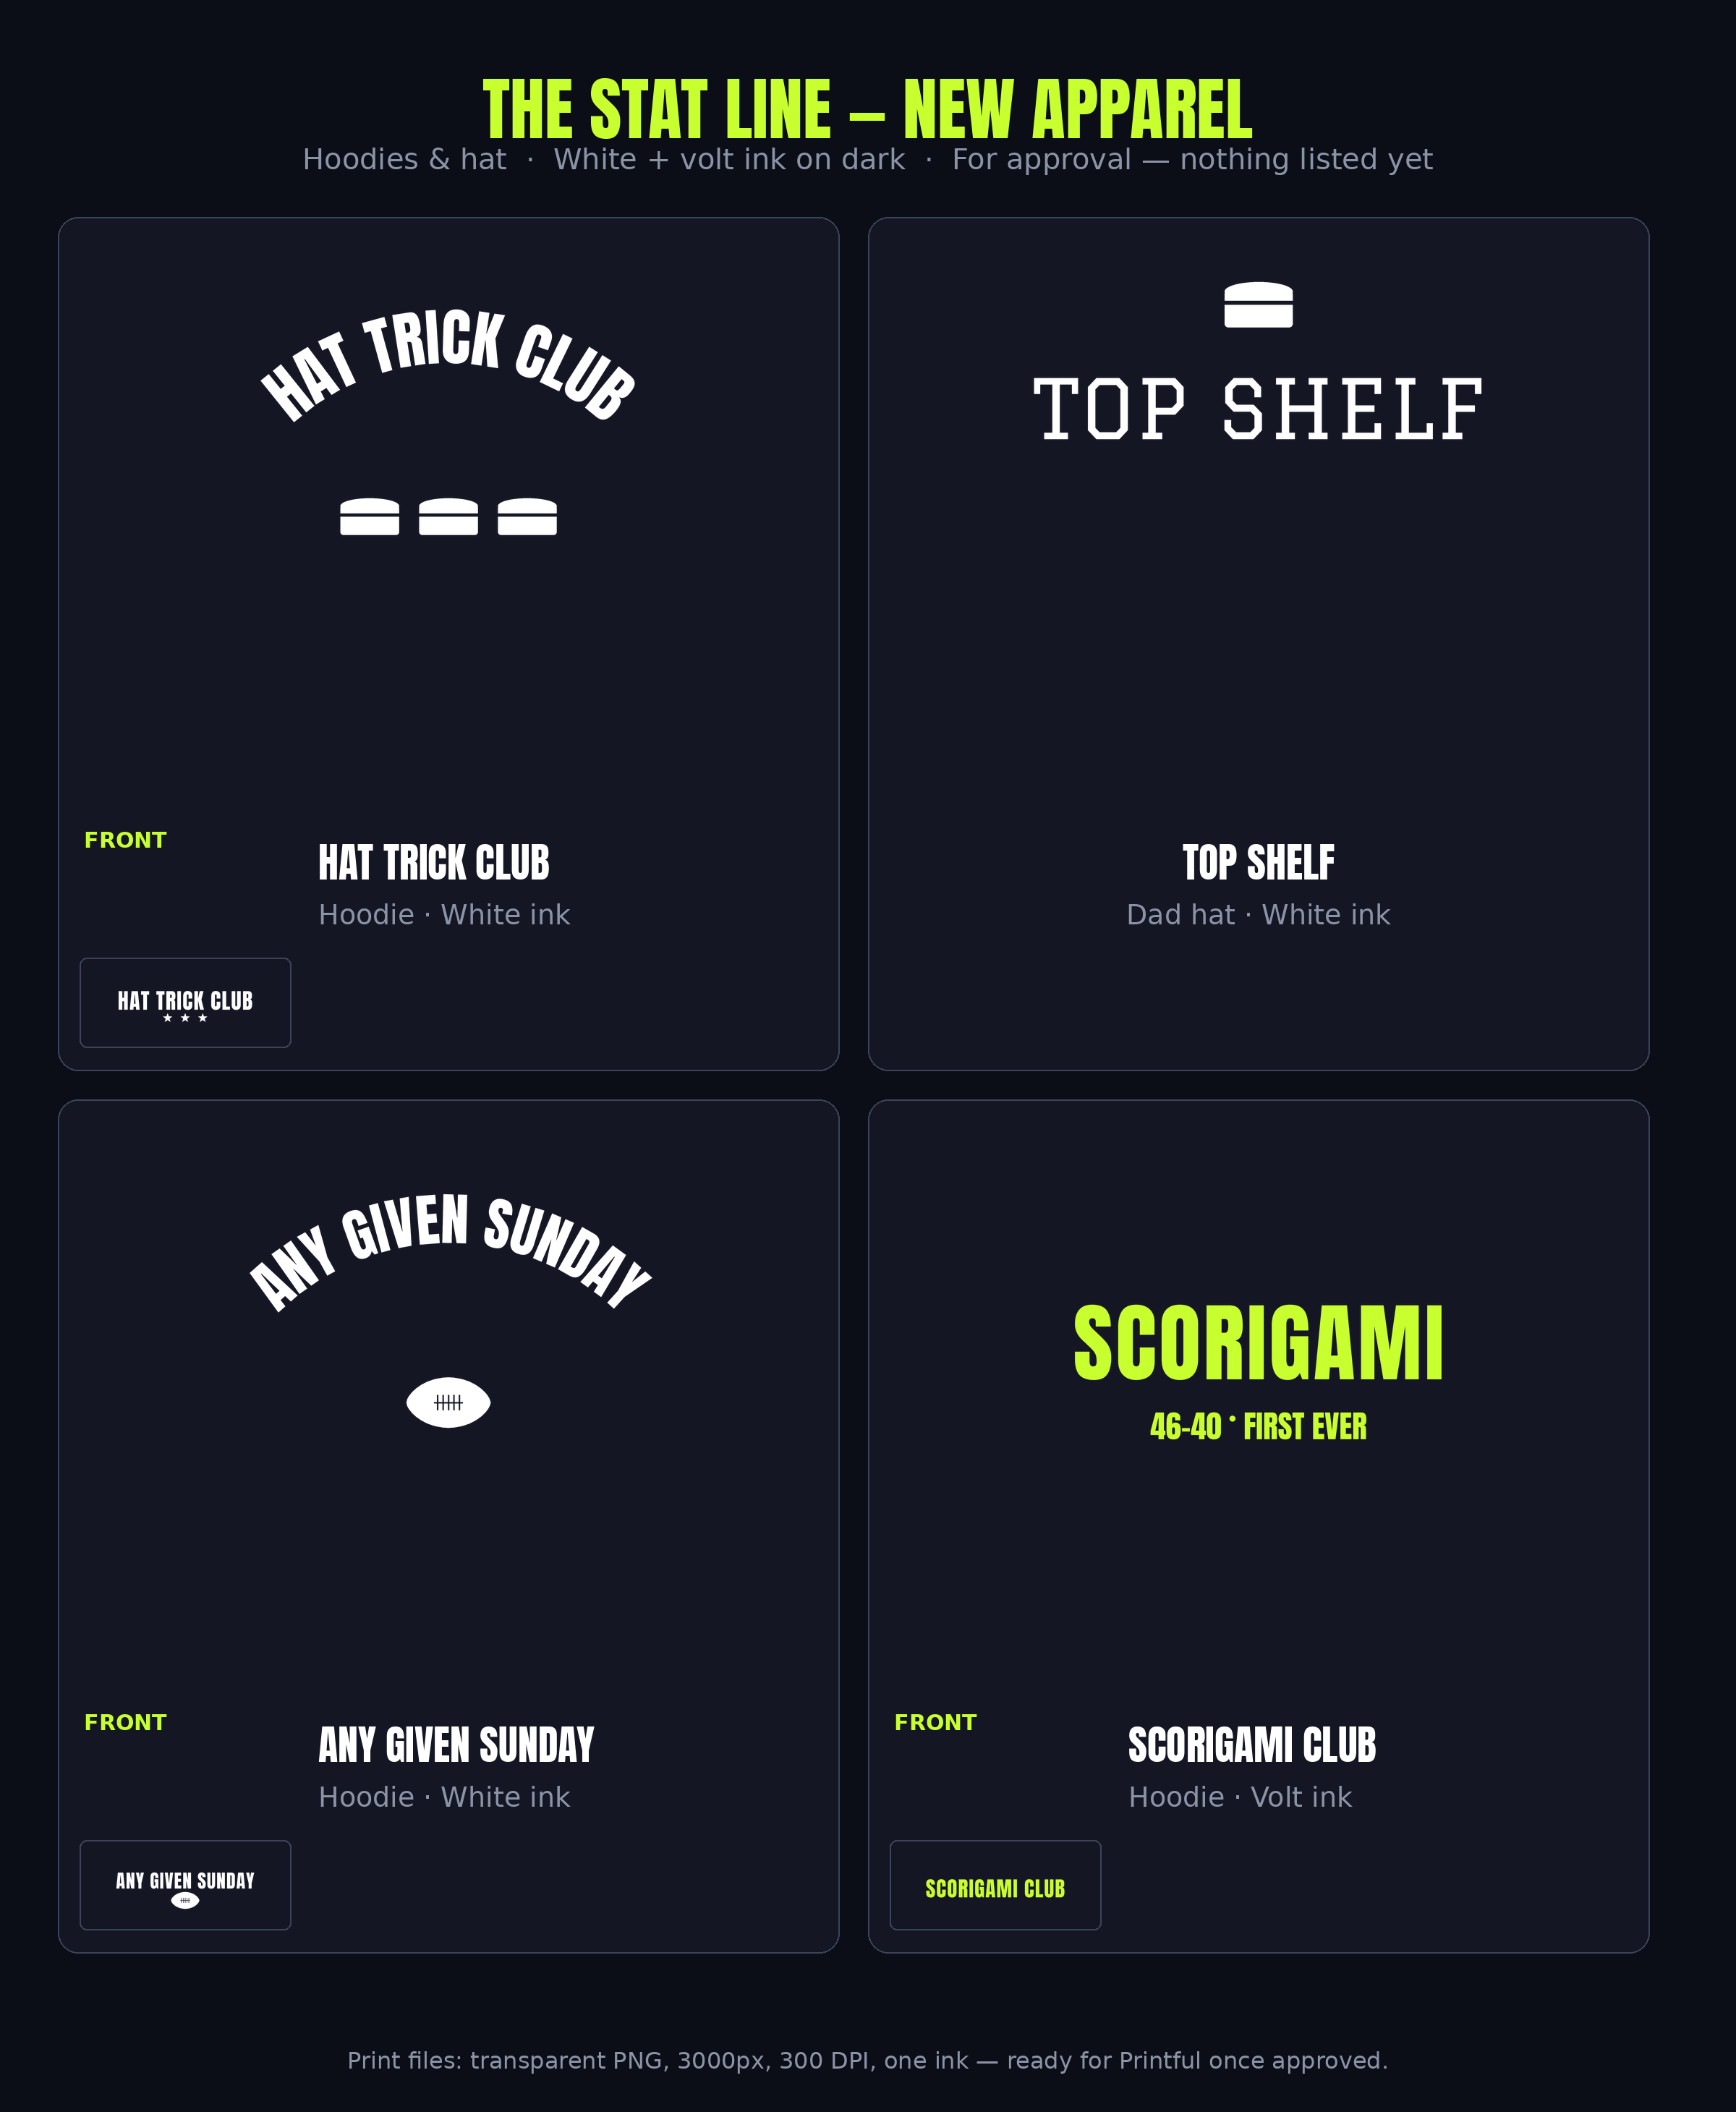 THE STAT LINE — NEW APPAREL
Hoodies & hat · White + volt ink on dark · For approval — nothing listed yet
HAT TRICK CLUB
FRONT
HAT TRICK CLUB
Hoodie · White ink
HAT TRICK CLUB
TOP SHELF
TOP SHELF
Dad hat · White ink
ANY GIVEN SUNDAY
FRONT
ANY GIVEN SUNDAY
Hoodie · White ink
ANY GIVEN SUNDAY
SCORIGAMI
46-40 · FIRST EVER
FRONT
SCORIGAMI CLUB
Hoodie · Volt ink
SCORIGAMI CLUB
Print files: transparent PNG, 3000px, 300 DPI, one ink — ready for Printful once approved.